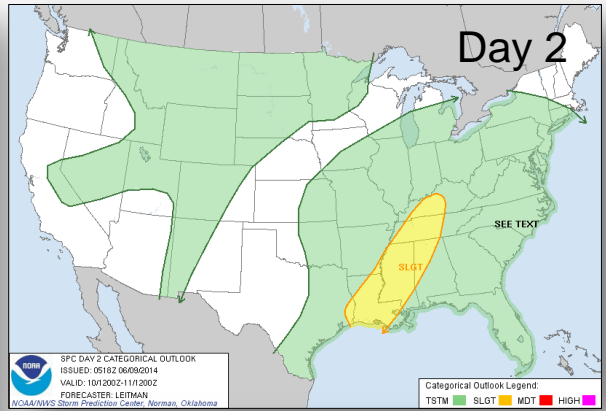 Day 2
SEE TEXT
SLGT
NOAA
SPC DAY 2 CATEGORICAL OUTLOOK
ISSUED: 0518Z 06/09/2014
VALID: 10/1200Z-11/1200Z
FORECASTER: LEITMAN
NOAA/NWS Storm Prediction Center, Norman, Oklahoma
Categorical Outlook Legend:
TSTM SLGT MDT HIGH